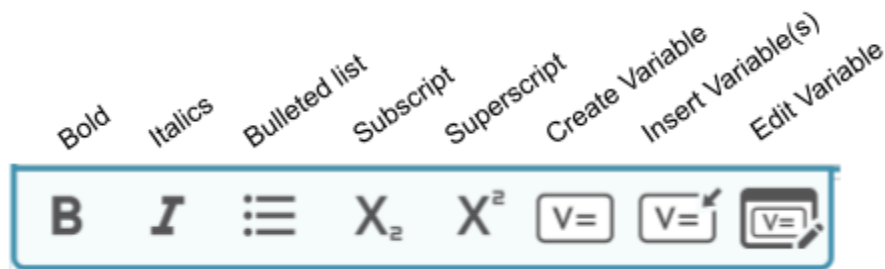 Bold
Italics
Bulleted list
Subscript
Superscript
Create Variable
Insert Variable(s)
Edit Variable
B
I
X₂
X²
V=
V=
V=